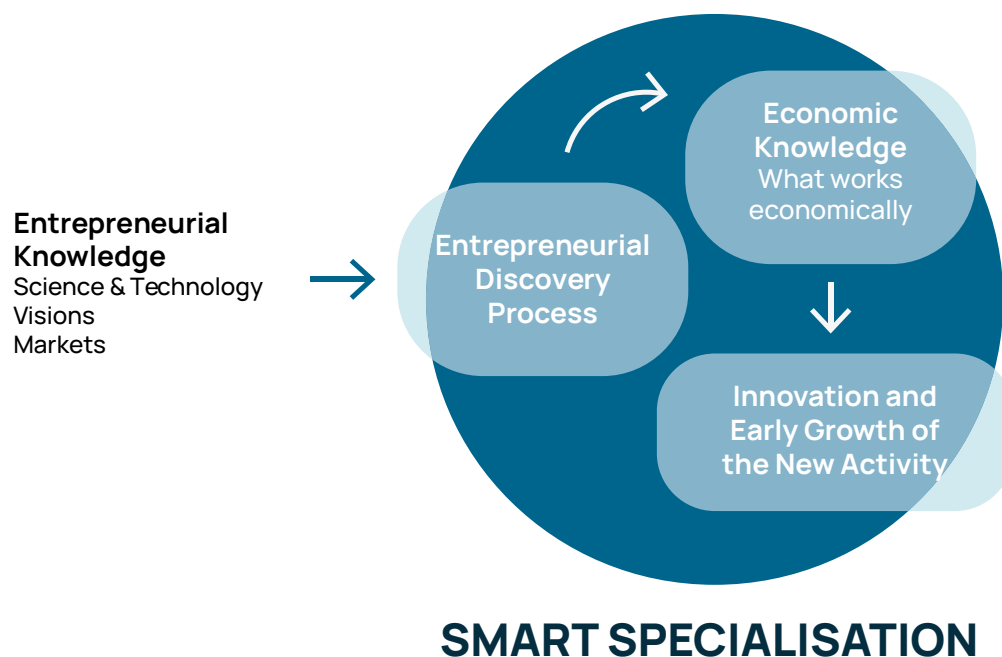 Entrepreneurial
Knowledge
Science & Technology
Visions
Markets
Entrepreneurial
Discovery
Process
Economic
Knowledge
What works
economically
Innovation and
Early Growth of
the New Activity
SMART SPECIALISATION